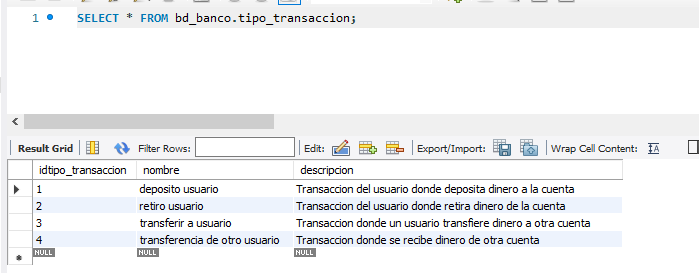 1 SELECT * FROM bd_banco.tipo_transaccion;
Result Grid Filter Rows: Edit: Export/Import: Wrap Cell Content: IA
idtipo_transaccion nombre descripcion
1 deposito usuario Transaccion del usuario donde deposita dinero a la cuenta
2 retiro usuario Transaccion del usuario donde retira dinero de la cuenta
3 transferir a usuario Transaccion donde un usuario transfiere dinero a otra cuenta
4 transferencia de otro usuario Transaccion donde se recibe dinero de otra cuenta
NULL NULL NULL